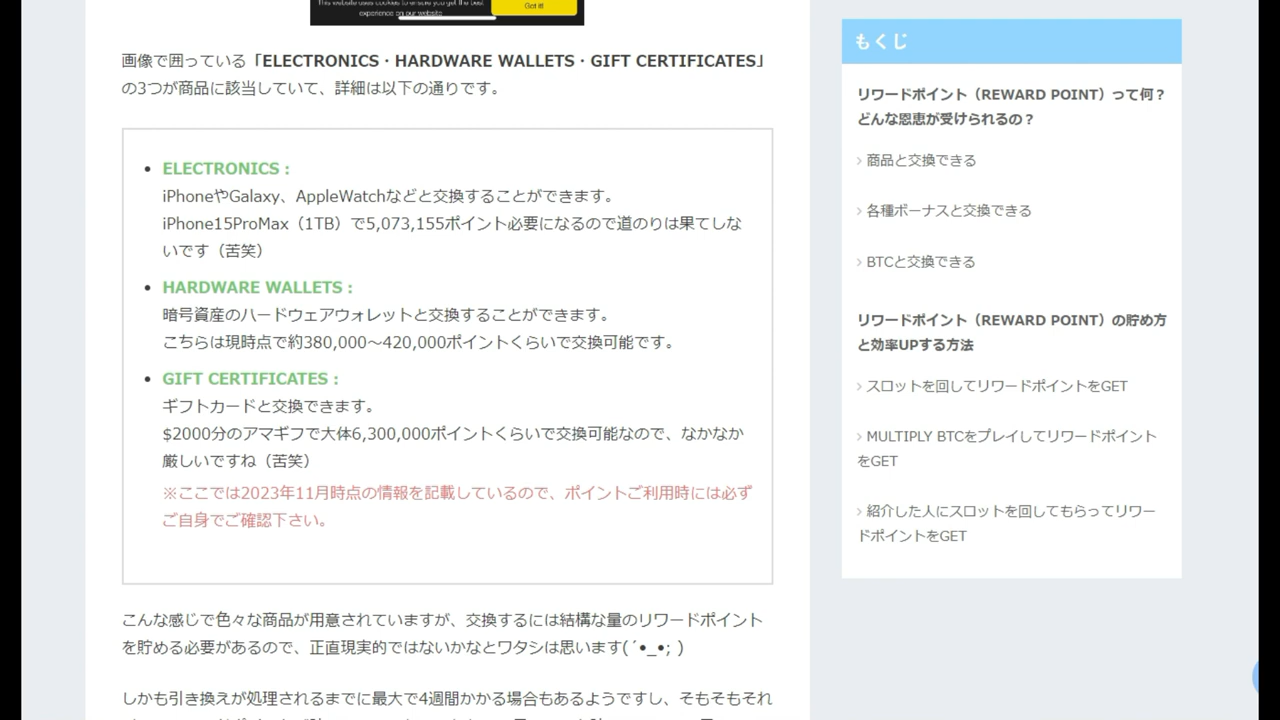 This website uses cookies to ensure you get the best
experience on our website
Got it!
画像で囲っている「ELECTRONICS・HARDWARE WALLETS・GIFT CERTIFICATES」
の3つが商品に該当していて、詳細は以下の通りです。
ELECTRONICS：
iPhoneやGalaxy、AppleWatchなどと交換することができます。
iPhone15ProMax（1TB）で5,073,155ポイント必要になるので道のりは果てしな
いです（苦笑）
HARDWARE WALLETS：
暗号資産のハードウェアウォレットと交換することができます。
こちらは現時点で約380,000〜420,000ポイントくらいで交換可能です。
GIFT CERTIFICATES：
ギフトカードと交換できます。
$2000分のアマギフで大体6,300,000ポイントくらいで交換可能なので、なかなか
厳しいですね（苦笑）
※ここでは2023年11月時点の情報を記載しているので、ポイントご利用時には必ず
ご自身でご確認下さい。
こんな感じで色々な商品が用意されていますが、交換するには結構な量のリワードポイント
を貯める必要があるので、正直現実的ではないかなとワタシは思います(´•_•; )
しかも引き換えが処理されるまでに最大で4週間かかる場合もあるようですし、そもそもそれ
もくじ
リワードポイント（REWARD POINT）って何？
どんな恩恵が受けられるの？
商品と交換できる
各種ボーナスと交換できる
BTCと交換できる
リワードポイント（REWARD POINT）の貯め方
と効率UPする方法
スロットを回してリワードポイントをGET
MULTIPLY BTCをプレイしてリワードポイント
をGET
紹介した人にスロットを回してもらってリワー
ドポイントをGET